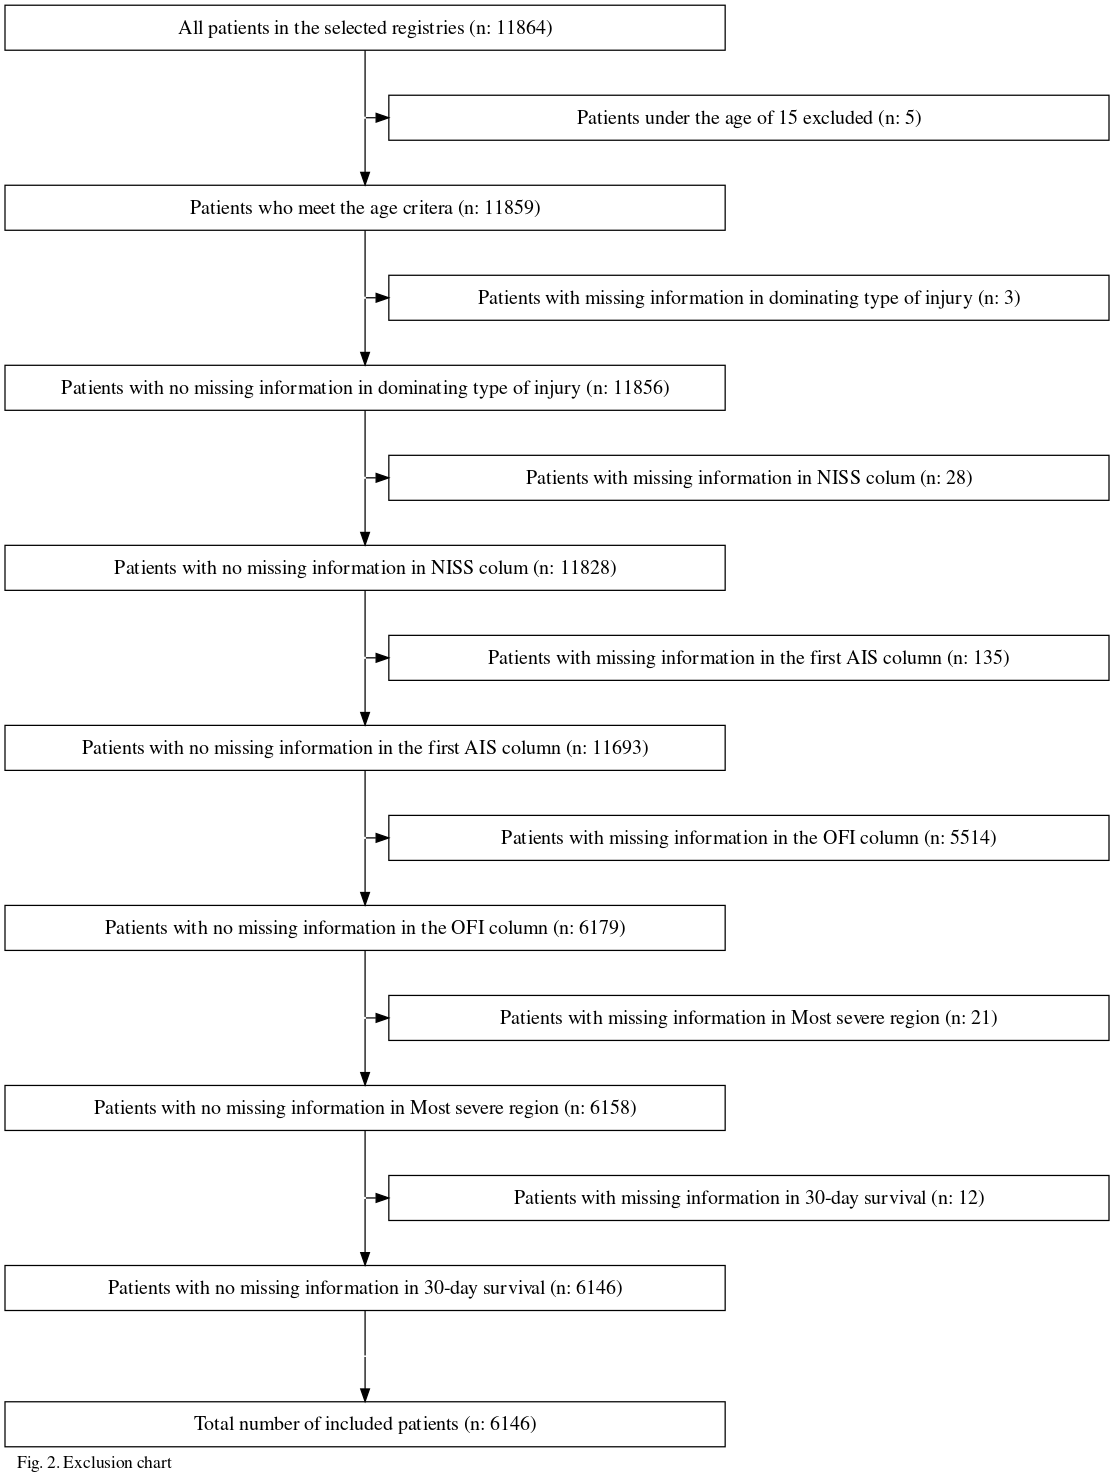 All patients in the selected registries (n: 11864)
Patients under the age of 15 excluded (n: 5)
Patients who meet the age critera (n: 11859)
Patients with missing information in dominating type of injury (n: 3)
Patients with no missing information in dominating type of injury (n: 11856)
Patients with missing information in NISS colum (n: 28)
Patients with no missing information in NISS colum (n: 11828)
Patients with missing information in the first AIS column (n: 135)
Patients with no missing information in the first AIS column (n: 11693)
Patients with missing information in the OFI column (n: 5514)
Patients with no missing information in the OFI column (n: 6179)
Patients with missing information in Most severe region (n: 21)
Patients with no missing information in Most severe region (n: 6158)
Patients with missing information in 30-day survival (n: 12)
Patients with no missing information in 30-day survival (n: 6146)
Total number of included patients (n: 6146)
Fig. 2. Exclusion chart